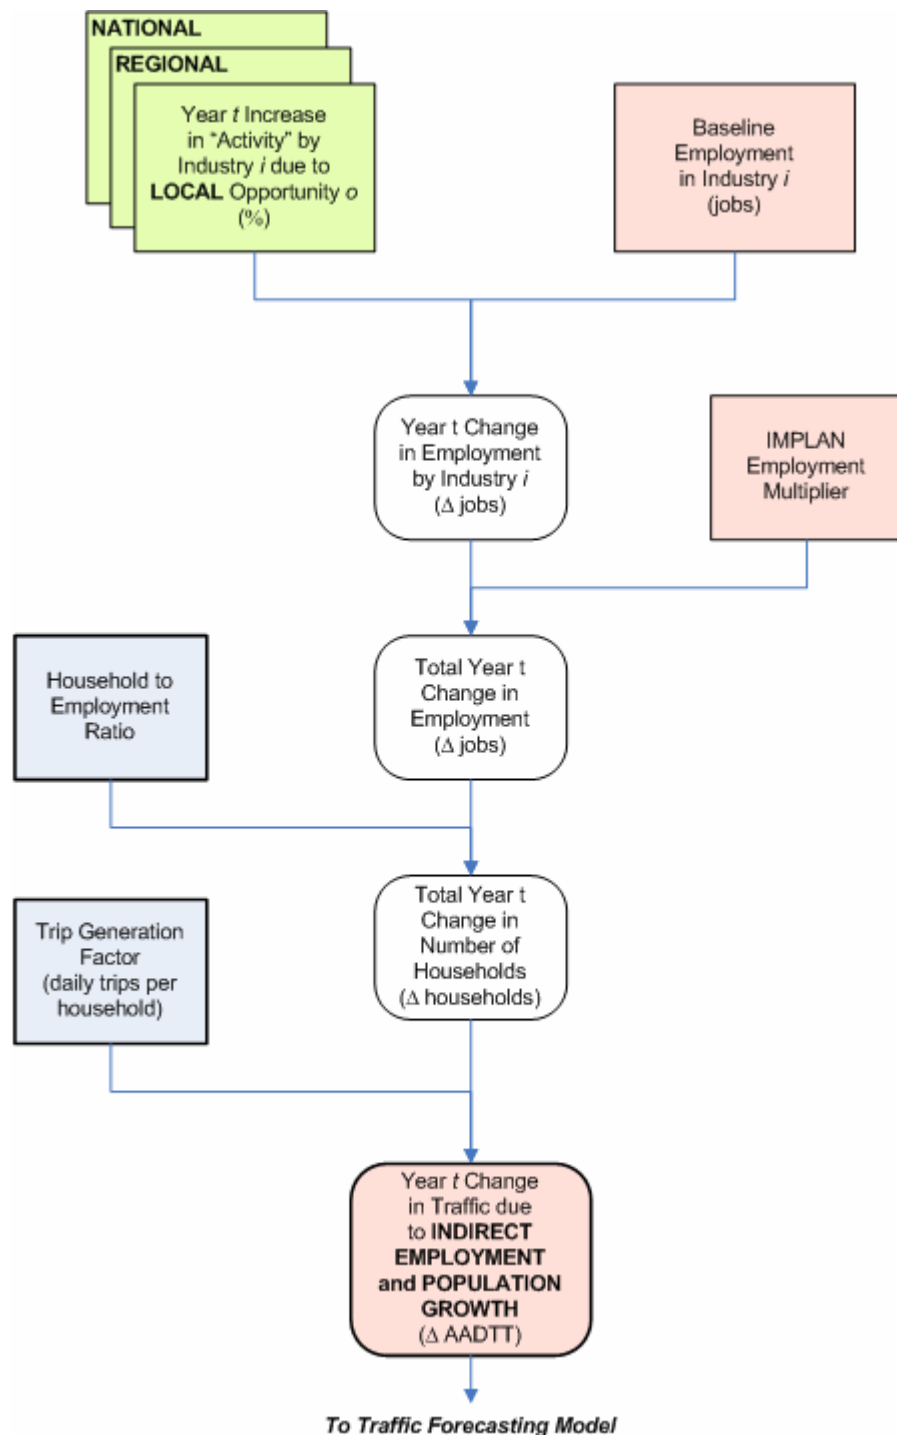 NATIONAL
REGIONAL
Year t Increase
in “Activity” by
Industry i due to
LOCAL Opportunity o
(%)
Baseline
Employment
in Industry i
(jobs)
Year t Change
in Employment
by Industry i
(Δ jobs)
IMPLAN
Employment
Multiplier
Household to
Employment
Ratio
Total Year t
Change in
Employment
(Δ jobs)
Trip Generation
Factor
(daily trips per
household)
Total Year t
Change in
Number of
Households
(Δ households)
Year t Change
in Traffic due
to INDIRECT
EMPLOYMENT
and POPULATION
GROWTH
(Δ AADTT)
To Traffic Forecasting Model